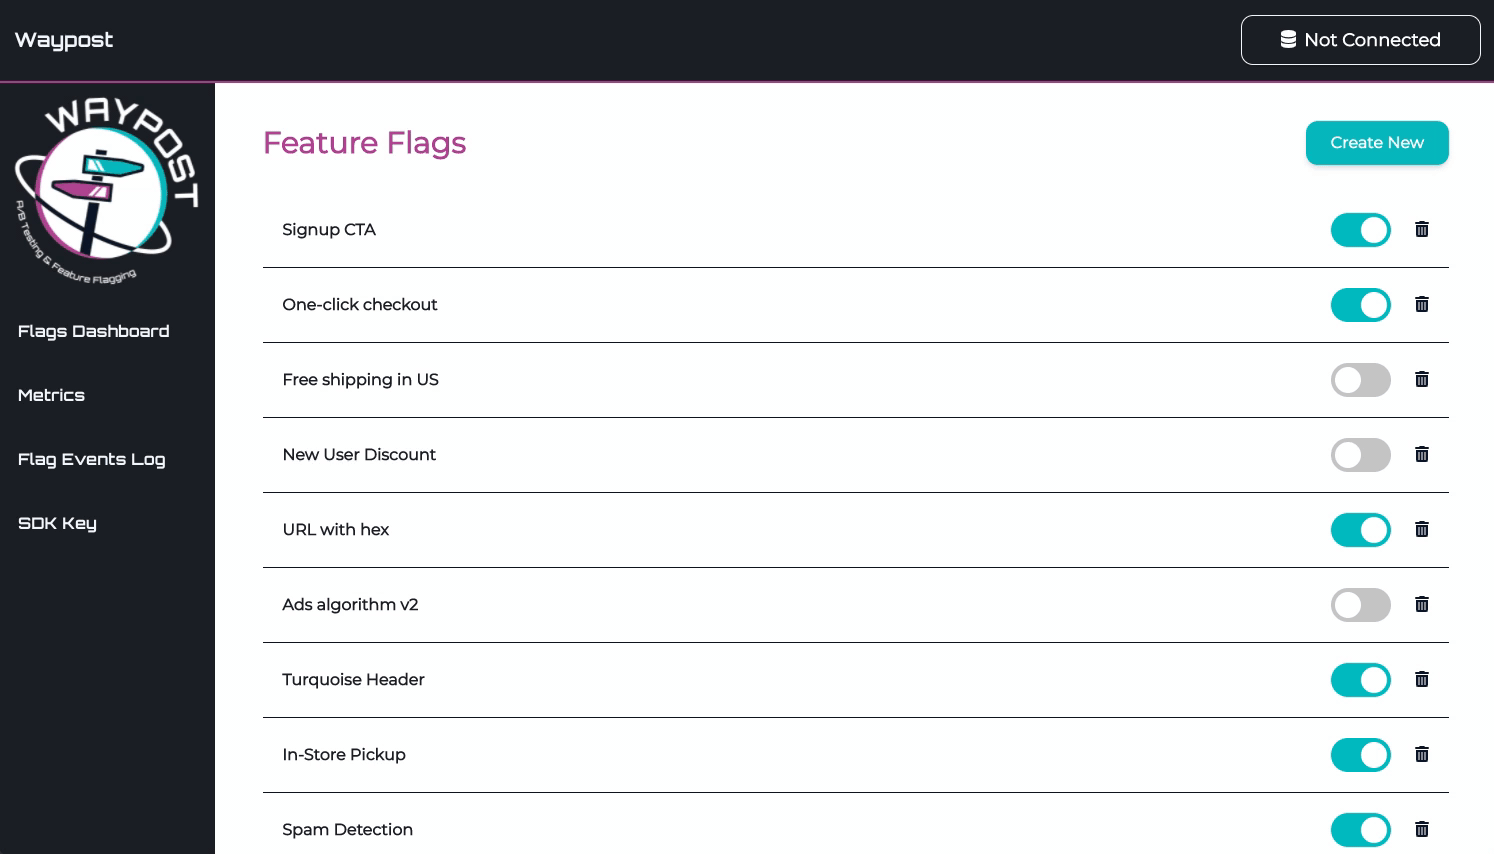 Waypost
Not Connected
WAYPOST
A/B Testing & Feature Flagging
Flags Dashboard
Metrics
Flag Events Log
SDK Key
Feature Flags
Create New
Signup CTA
One-click checkout
Free shipping in US
New User Discount
URL with hex
Ads algorithm v2
Turquoise Header
In-Store Pickup
Spam Detection